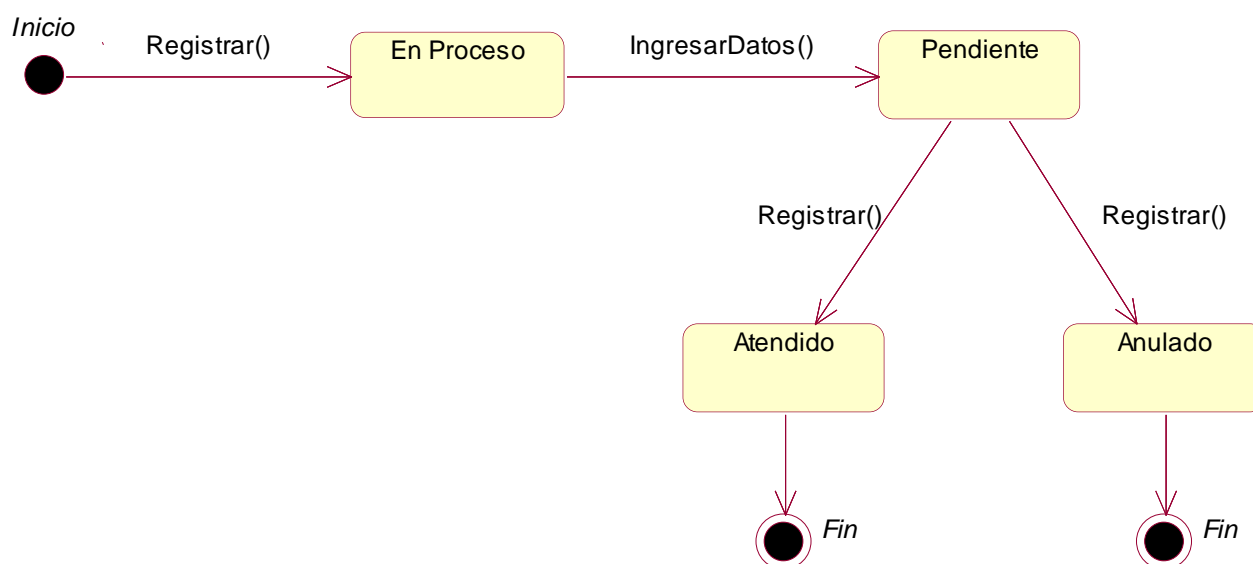 Inicio
Registrar()
En Proceso
IngresarDatos()
Pendiente
Registrar()
Registrar()
Atendido
Anulado
Fin
Fin